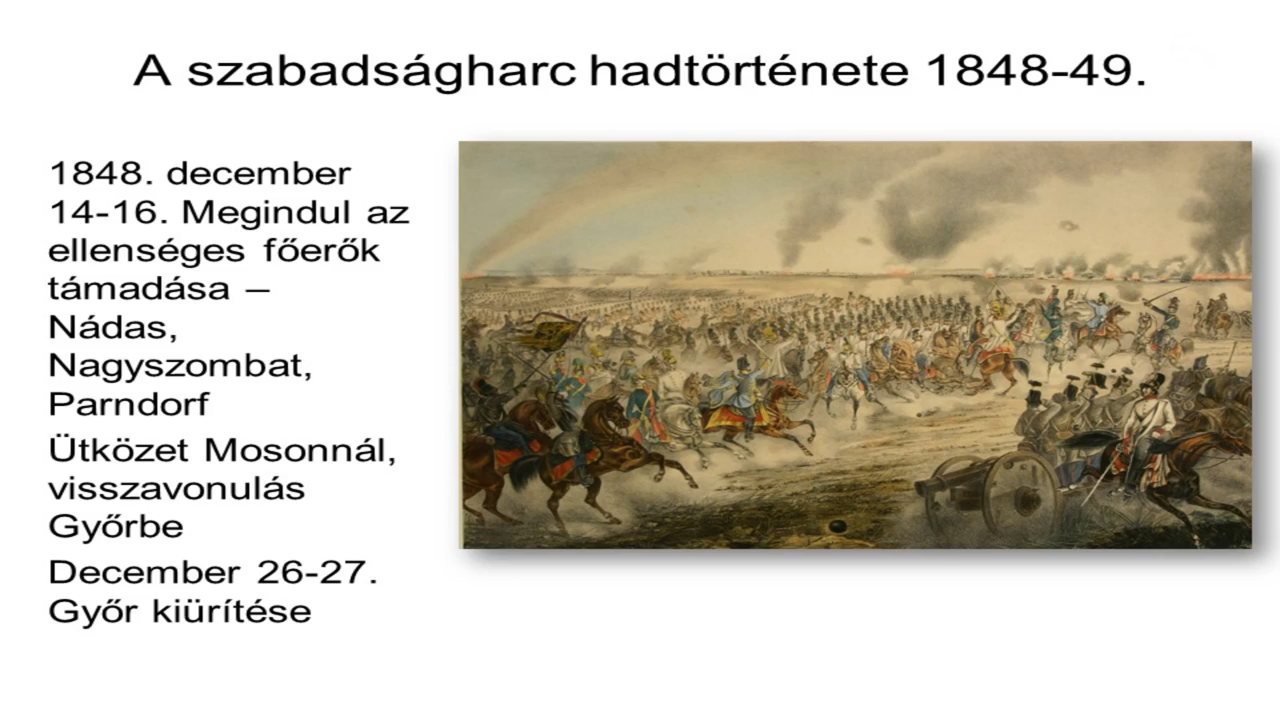 A szabadságharc hadtörténete 1848-49.
1848. december
14-16. Megindul az
ellenséges főerők
támadása –
Nádas,
Nagyszombat,
Parndorf
Ütközet Mosonnál,
visszavonulás
Győrbe
December 26-27.
Győr kiürítése